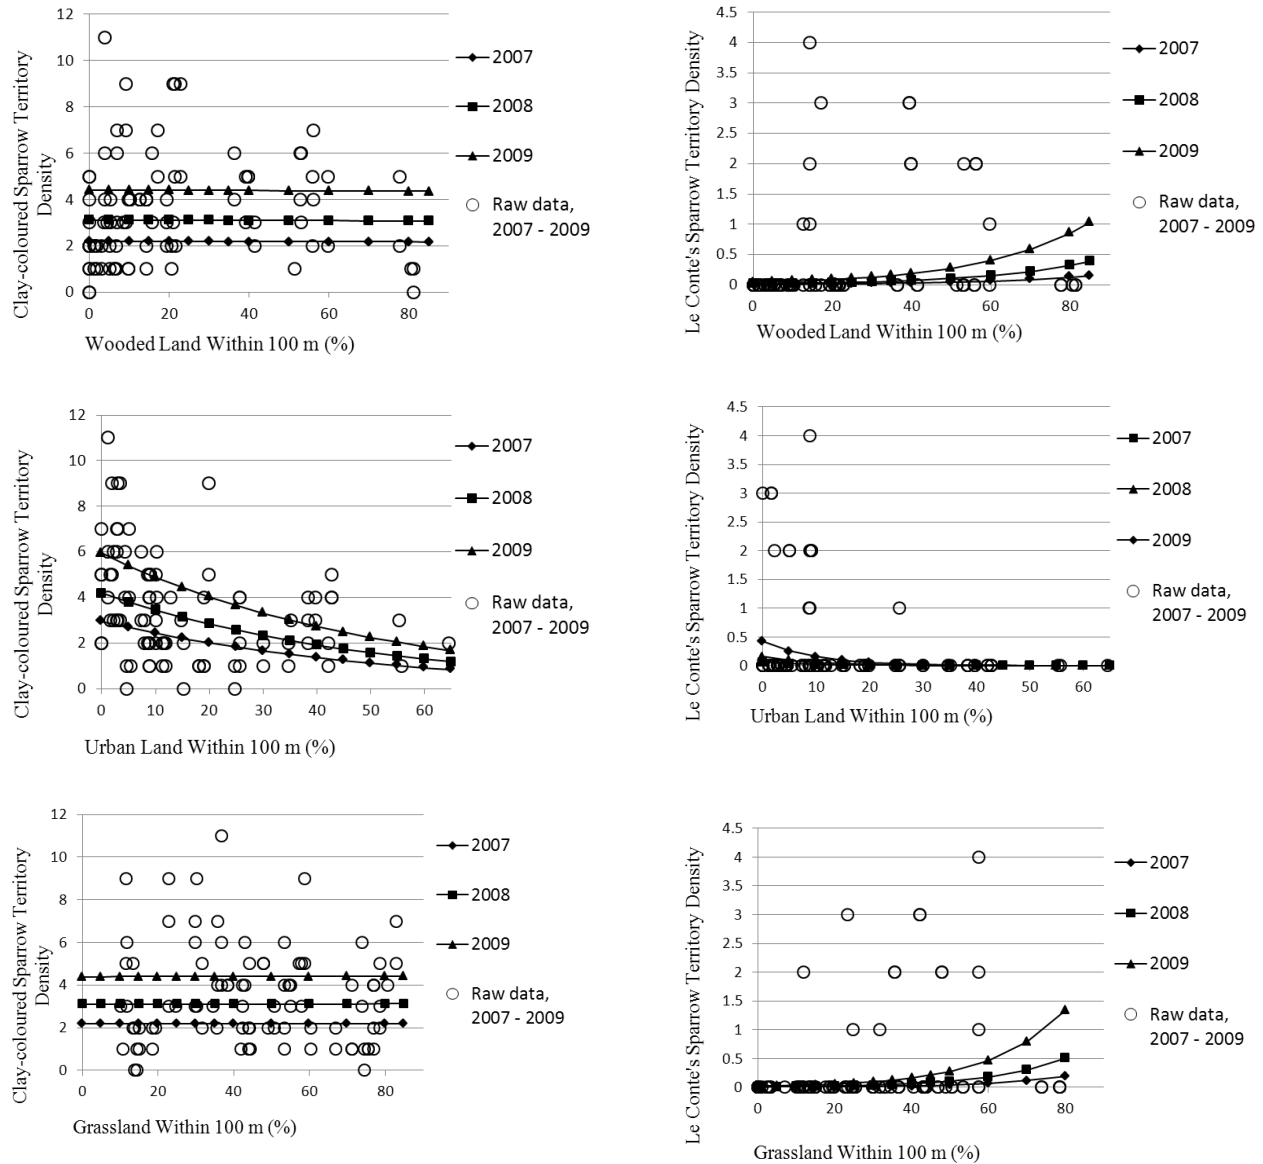 12
10
8
6
4
2
0
0 20 40 60 80
Clay-coloured Sparrow Territory
Density
Wooded Land Within 100 m (%)
2007
2008
2009
Raw data,
2007 - 2009
4.5
4
3.5
3
2.5
2
1.5
1
0.5
0
0 20 40 60 80
Le Conte's Sparrow Territory Density
Wooded Land Within 100 m (%)
2007
2008
2009
Raw data,
2007 - 2009
12
10
8
6
4
2
0
0 10 20 30 40 50 60
Clay-coloured Sparrow Territory
Density
Urban Land Within 100 m (%)
2007
2008
2009
Raw data,
2007 - 2009
4.5
4
3.5
3
2.5
2
1.5
1
0.5
0
0 10 20 30 40 50 60
Le Conte's Sparrow Territory Density
Urban Land Within 100 m (%)
2007
2008
2009
Raw data,
2007 - 2009
12
10
8
6
4
2
0
0 20 40 60 80
Clay-coloured Sparrow Territory
Density
Grassland Within 100 m (%)
2007
2008
2009
Raw data,
2007 - 2009
4.5
4
3.5
3
2.5
2
1.5
1
0.5
0
0 20 40 60 80
Le Conte's Sparrow Territory Density
Grassland Within 100 m (%)
2007
2008
2009
Raw data,
2007 - 2009